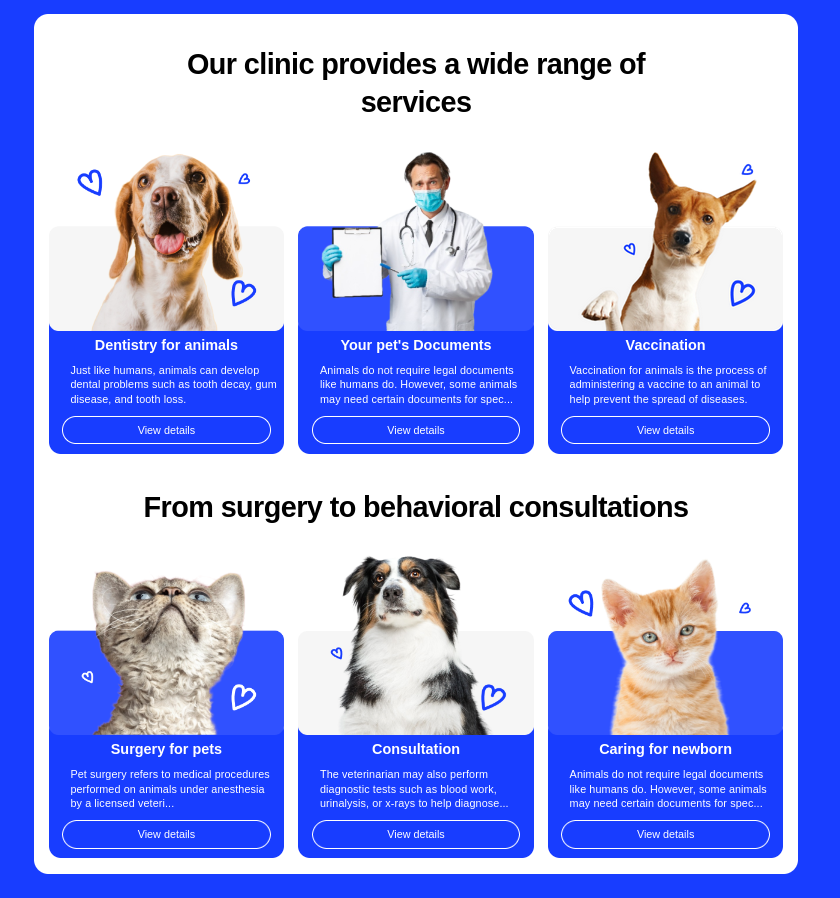 Our clinic provides a wide range of
services
Dentistry for animals
Just like humans, animals can develop
dental problems such as tooth decay, gum
disease, and tooth loss.
View details
Your pet's Documents
Animals do not require legal documents
like humans do. However, some animals
may need certain documents for spec...
View details
Vaccination
Vaccination for animals is the process of
administering a vaccine to an animal to
help prevent the spread of diseases.
View details
From surgery to behavioral consultations
Surgery for pets
Pet surgery refers to medical procedures
performed on animals under anesthesia
by a licensed veteri...
View details
Consultation
The veterinarian may also perform
diagnostic tests such as blood work,
urinalysis, or x-rays to help diagnose...
View details
Caring for newborn
Animals do not require legal documents
like humans do. However, some animals
may need certain documents for spec...
View details